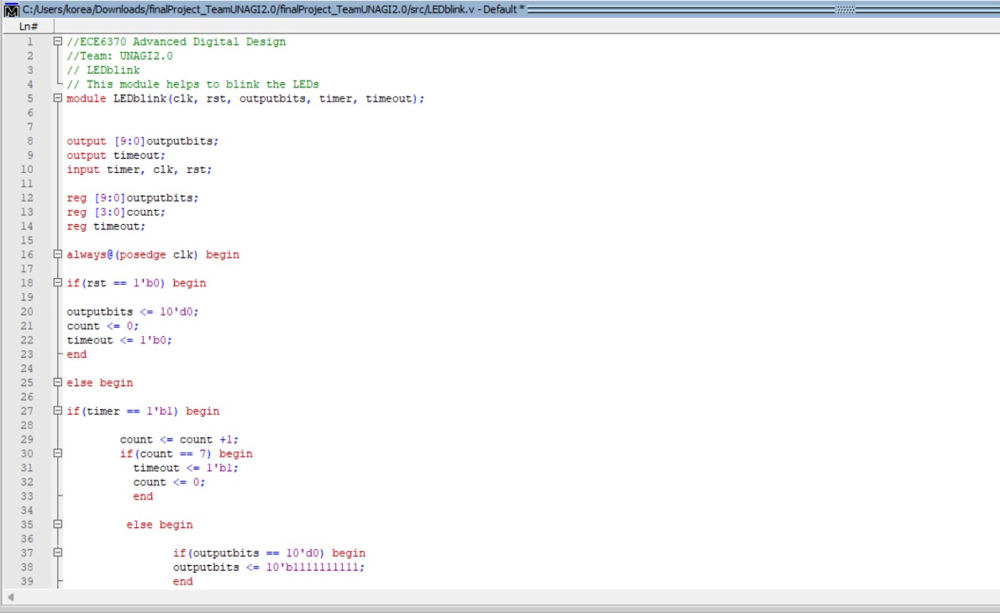 C:/Users/korea/Downloads/finalProject_TeamUNAGI2.0/finalProject_TeamUNAGI2.0/src/LEDblink.v - Default *
Ln#
1 //ECE6370 Advanced Digital Design
2 //Team: UNAGI2.0
3 // LEDblink
4 // This module helps to blink the LEDs
5 module LEDblink(clk, rst, outputbits, timer, timeout);
6
7
8 output [9:0]outputbits;
9 output timeout;
10 input timer, clk, rst;
11
12 reg [9:0]outputbits;
13 reg [3:0]count;
14 reg timeout;
15
16 always@(posedge clk) begin
17
18 if(rst == 1'b0) begin
19
20 outputbits <= 10'd0;
21 count <= 0;
22 timeout <= 1'b0;
23 end
24
25 else begin
26
27 if(timer == 1'b1) begin
28
29 count <= count +1;
30 if(count == 7) begin
31 timeout <= 1'b1;
32 count <= 0;
33 end
34
35 else begin
36
37 if(outputbits == 10'd0) begin
38 outputbits <= 10'b1111111111;
39 end